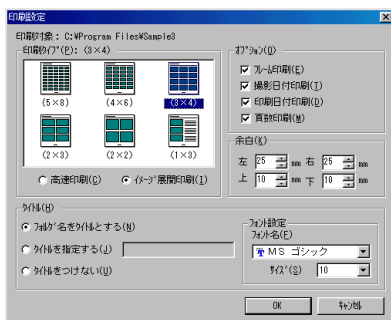 印刷設定
印刷対象 : C:¥Program Files¥Sample3
印刷ﾀｲﾌﾟ(P): (3×4)
(5×8) (4×6) (3×4)
(2×3) (2×2) (1×3)
高速印刷(C) ｲﾒｰｼﾞ展開印刷(I)
ｵﾌﾟｼｮﾝ(O)
ﾌﾚｰﾑ印刷(E)
撮影日付印刷(T)
印刷日付印刷(D)
頁数印刷(M)
余白(K)
左 25 mm 右 25 mm
上 10 mm 下 10 mm
ﾀｲﾄﾙ(H)
ﾌｫﾙﾀﾞ名をﾀｲﾄﾙとする(N)
ﾀｲﾄﾙを指定する(J)
ﾀｲﾄﾙをつけない(U)
ﾌｫﾝﾄ設定
ﾌｫﾝﾄ名(F)
ＭＳ ゴシック
ｻｲｽﾞ(S) 10
OK ｷｬﾝｾﾙ